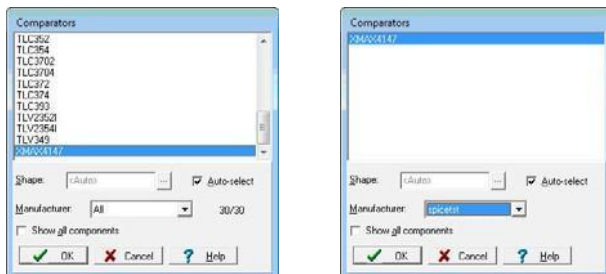 Comparators
TLC352
TLC354
TLC3702
TLC3704
TLC372
TLC374
TLC393
TLV2352I
TLV2354I
TLV349
XMAX4147
Shape: <Auto> ... Auto-select
Manufacturer: All 30/30
Show all components
OK Cancel ? Help
Comparators
XMAX4147
Shape: <Auto> ... Auto-select
Manufacturer: spicetst
Show all components
OK Cancel ? Help